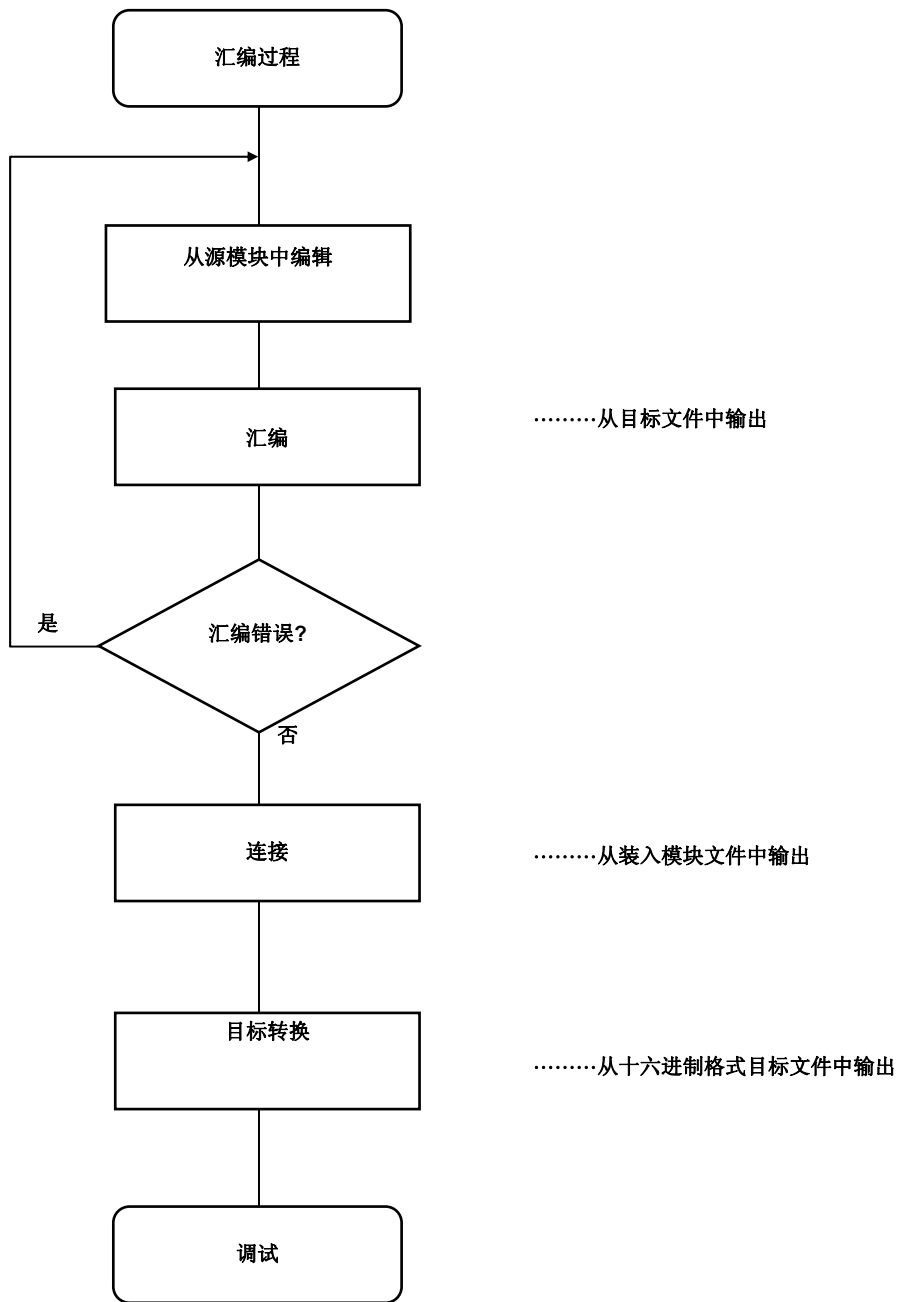 汇编过程
从源模块中编辑
汇编
………从目标文件中输出
是
汇编错误?
否
连接
………从装入模块文件中输出
目标转换
………从十六进制格式目标文件中输出
调试